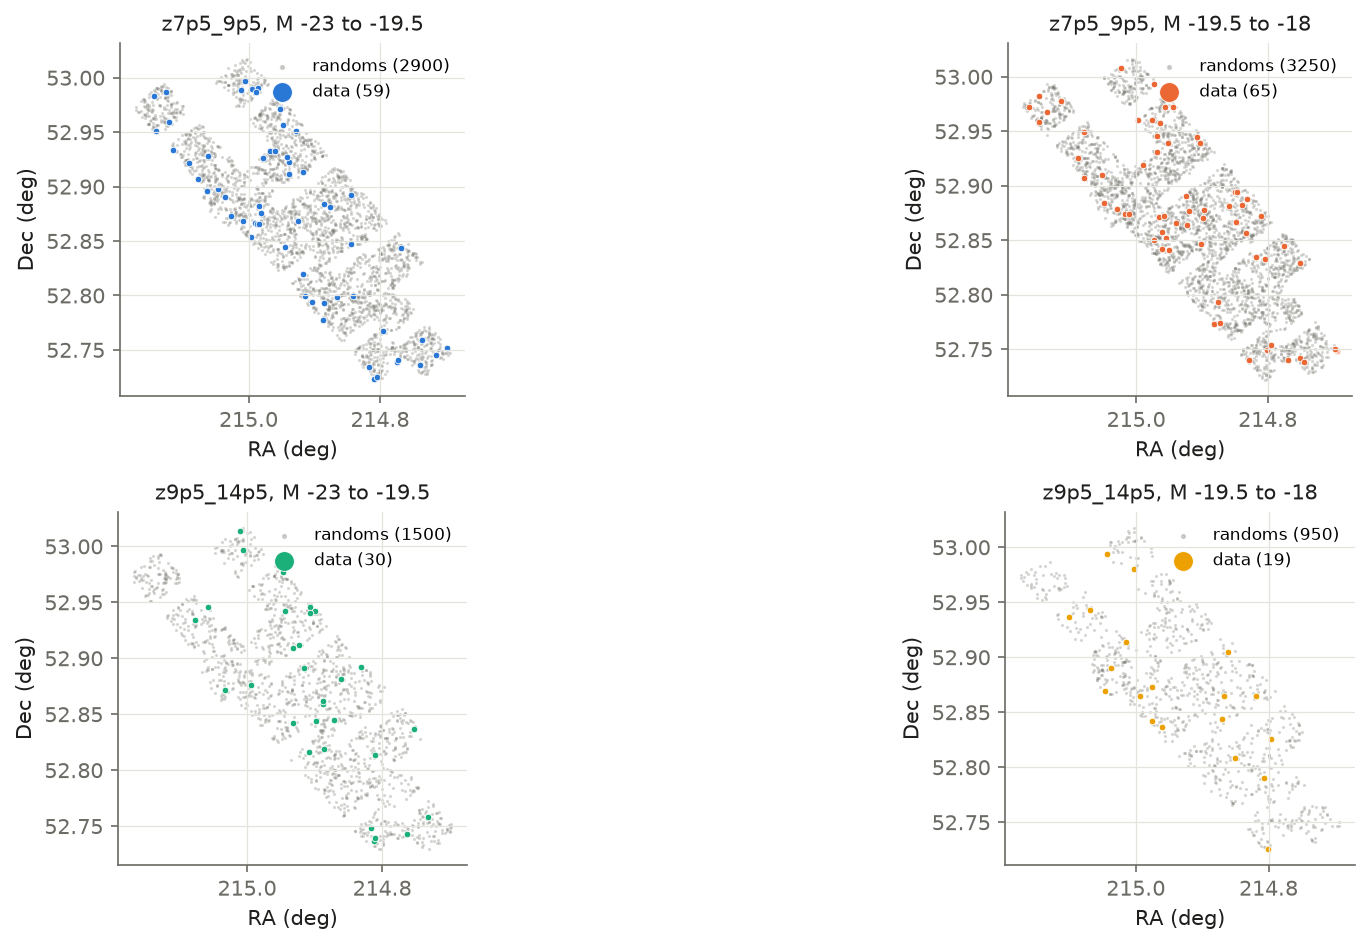 z7p5_9p5, M -23 to -19.5
randoms (2900)
data (59)
53.00
52.95
52.90
52.85
52.80
52.75
Dec (deg)
215.0 214.8
RA (deg)
z7p5_9p5, M -19.5 to -18
randoms (3250)
data (65)
53.00
52.95
52.90
52.85
52.80
52.75
Dec (deg)
215.0 214.8
RA (deg)
z9p5_14p5, M -23 to -19.5
randoms (1500)
data (30)
53.00
52.95
52.90
52.85
52.80
52.75
Dec (deg)
215.0 214.8
RA (deg)
z9p5_14p5, M -19.5 to -18
randoms (950)
data (19)
53.00
52.95
52.90
52.85
52.80
52.75
Dec (deg)
215.0 214.8
RA (deg)